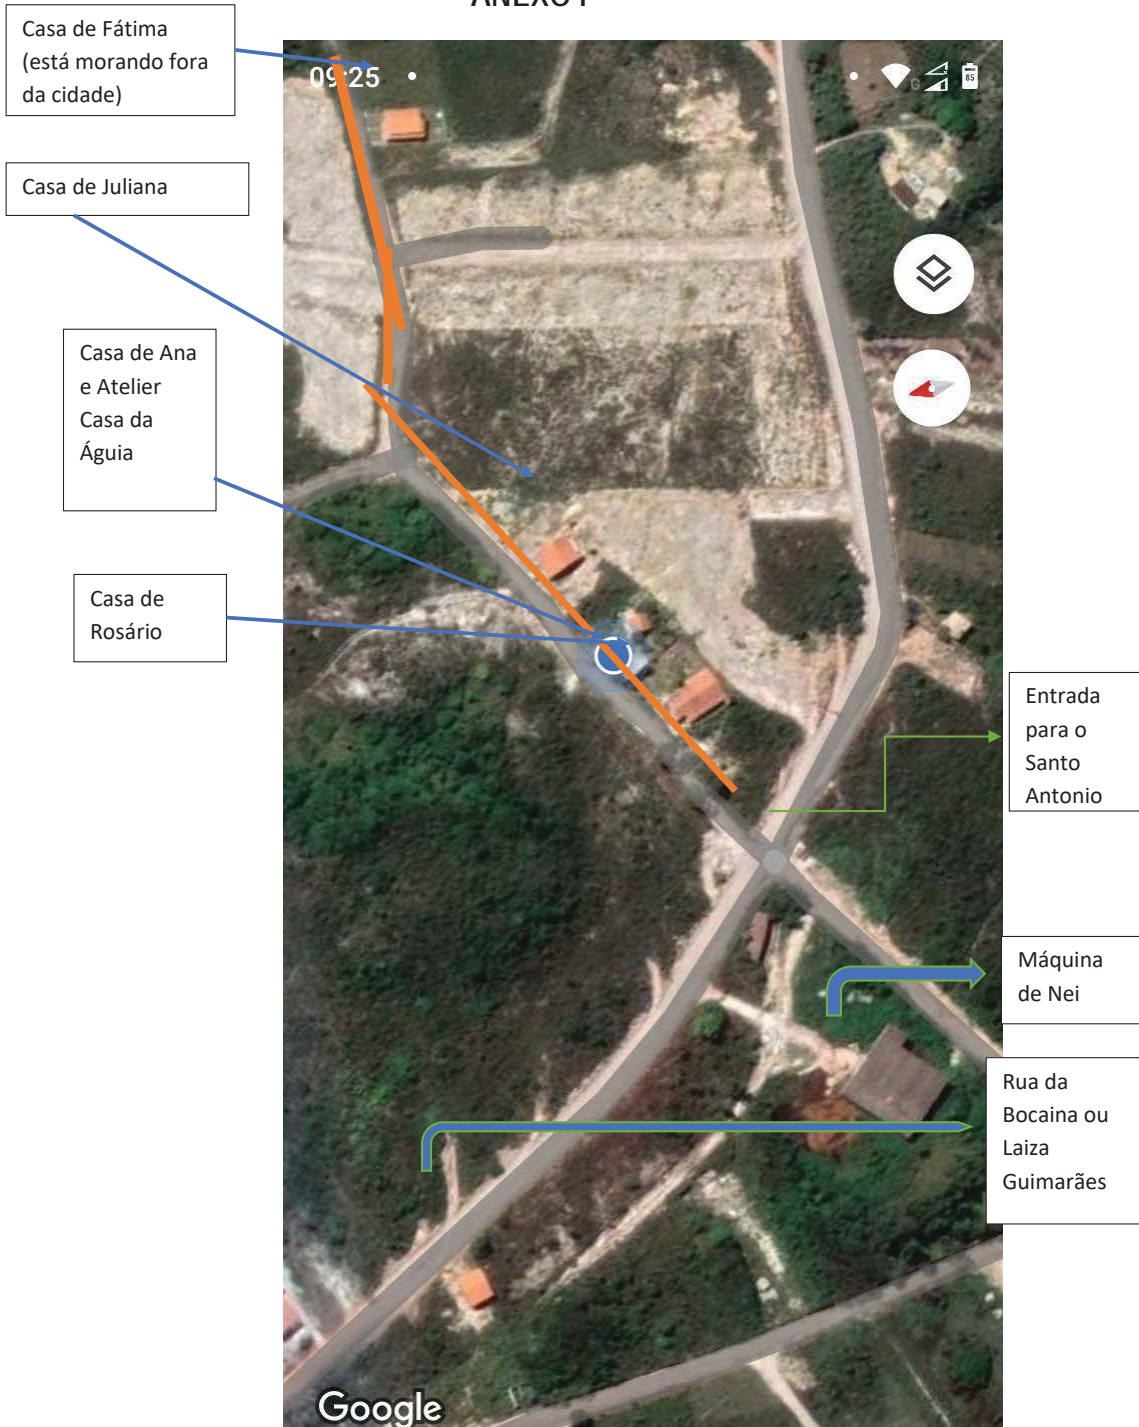 ANEXO I
Casa de Fátima
(está morando fora
da cidade)
09:25
G
85
Casa de Juliana
Casa de Ana
e Atelier
Casa da
Águia
Casa de
Rosário
Entrada
para o
Santo
Antonio
Máquina
de Nei
Rua da
Bocaina ou
Laiza
Guimarães
Google